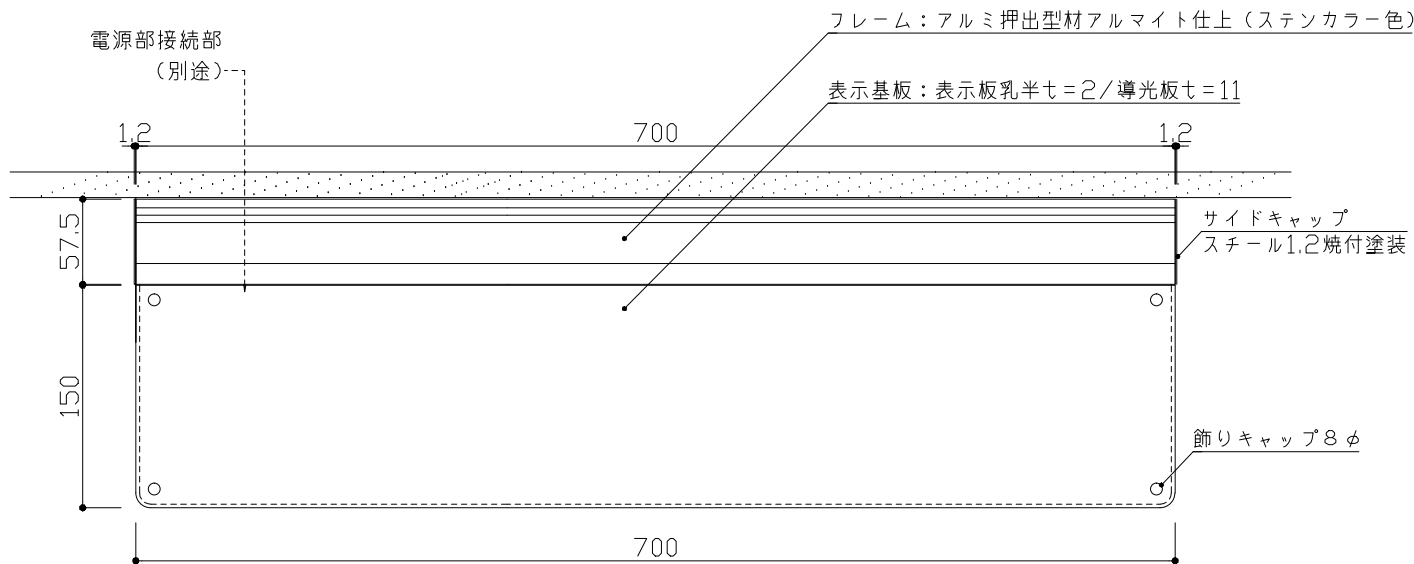 フレーム：アルミ押出型材アルマイト仕上（ステンカラー色）
電源部接続部
（別途）
表示基板：表示板乳半t＝2/導光板t＝11
1.2
700
1.2
57.5
サイドキャップ
スチール1.2焼付塗装
150
飾りキャップ8φ
700